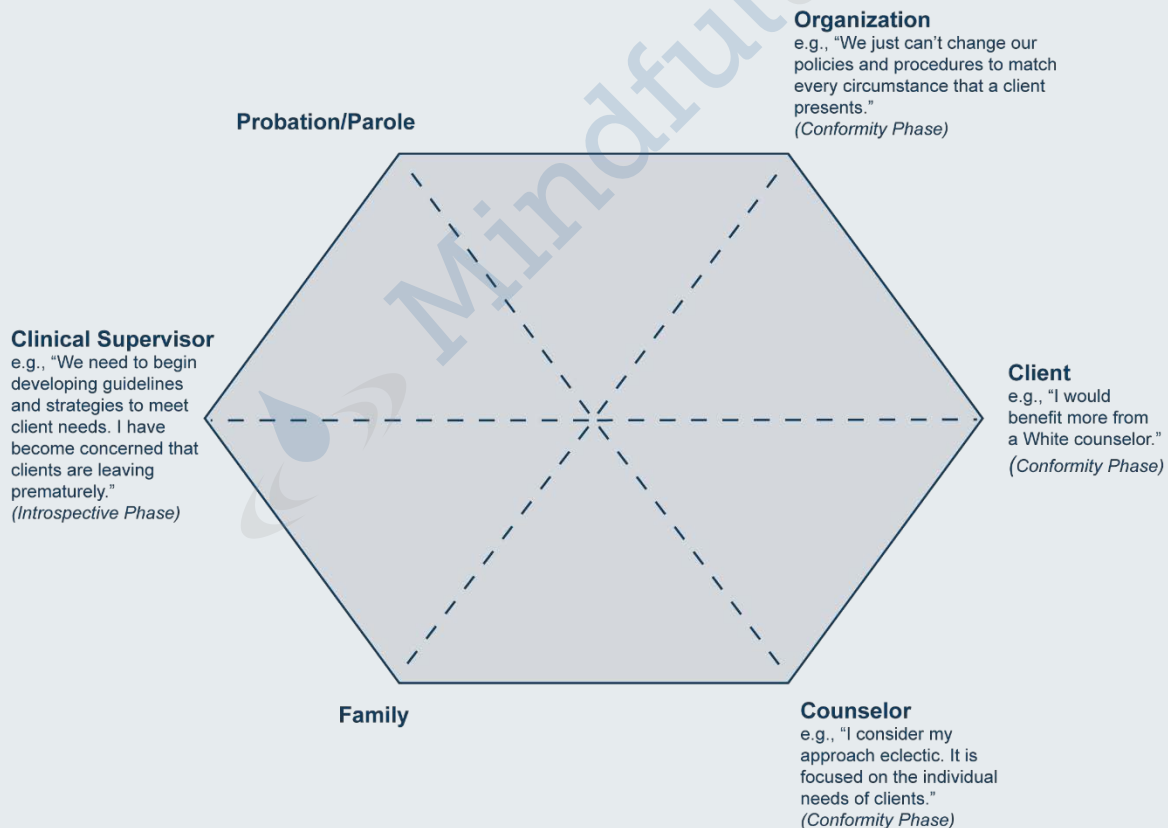 Organization
e.g., “We just can’t change our
policies and procedures to match
every circumstance that a client
presents.”
(Conformity Phase)
Probation/Parole
Clinical Supervisor
e.g., “We need to begin
developing guidelines
and strategies to meet
client needs. I have
become concerned that
clients are leaving
prematurely.”
(Introspective Phase)
Client
e.g., “I would
benefit more from
a White counselor.”
(Conformity Phase)
Family
Counselor
e.g., “I consider my
approach eclectic. It is
focused on the individual
needs of clients.”
(Conformity Phase)